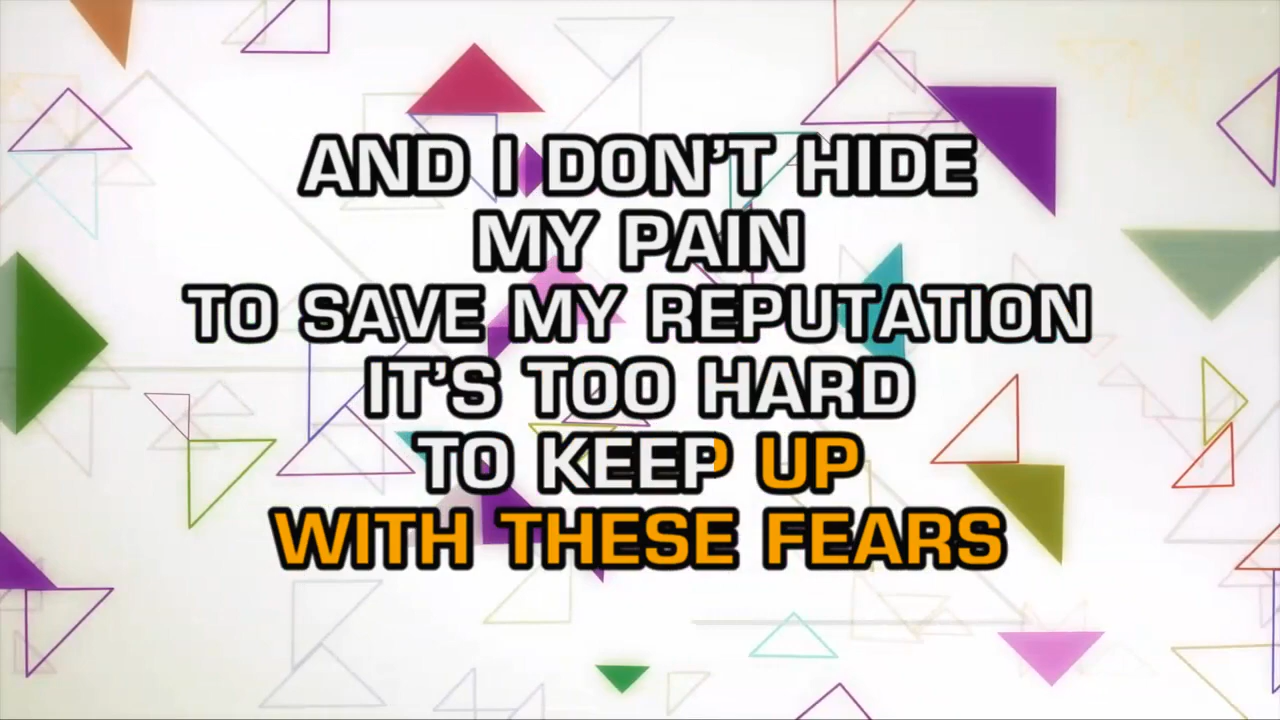 AND I DON'T HIDE
MY PAIN
TO SAVE MY REPUTATION
IT'S TOO HARD
TO KEEP UP
WITH THESE FEARS